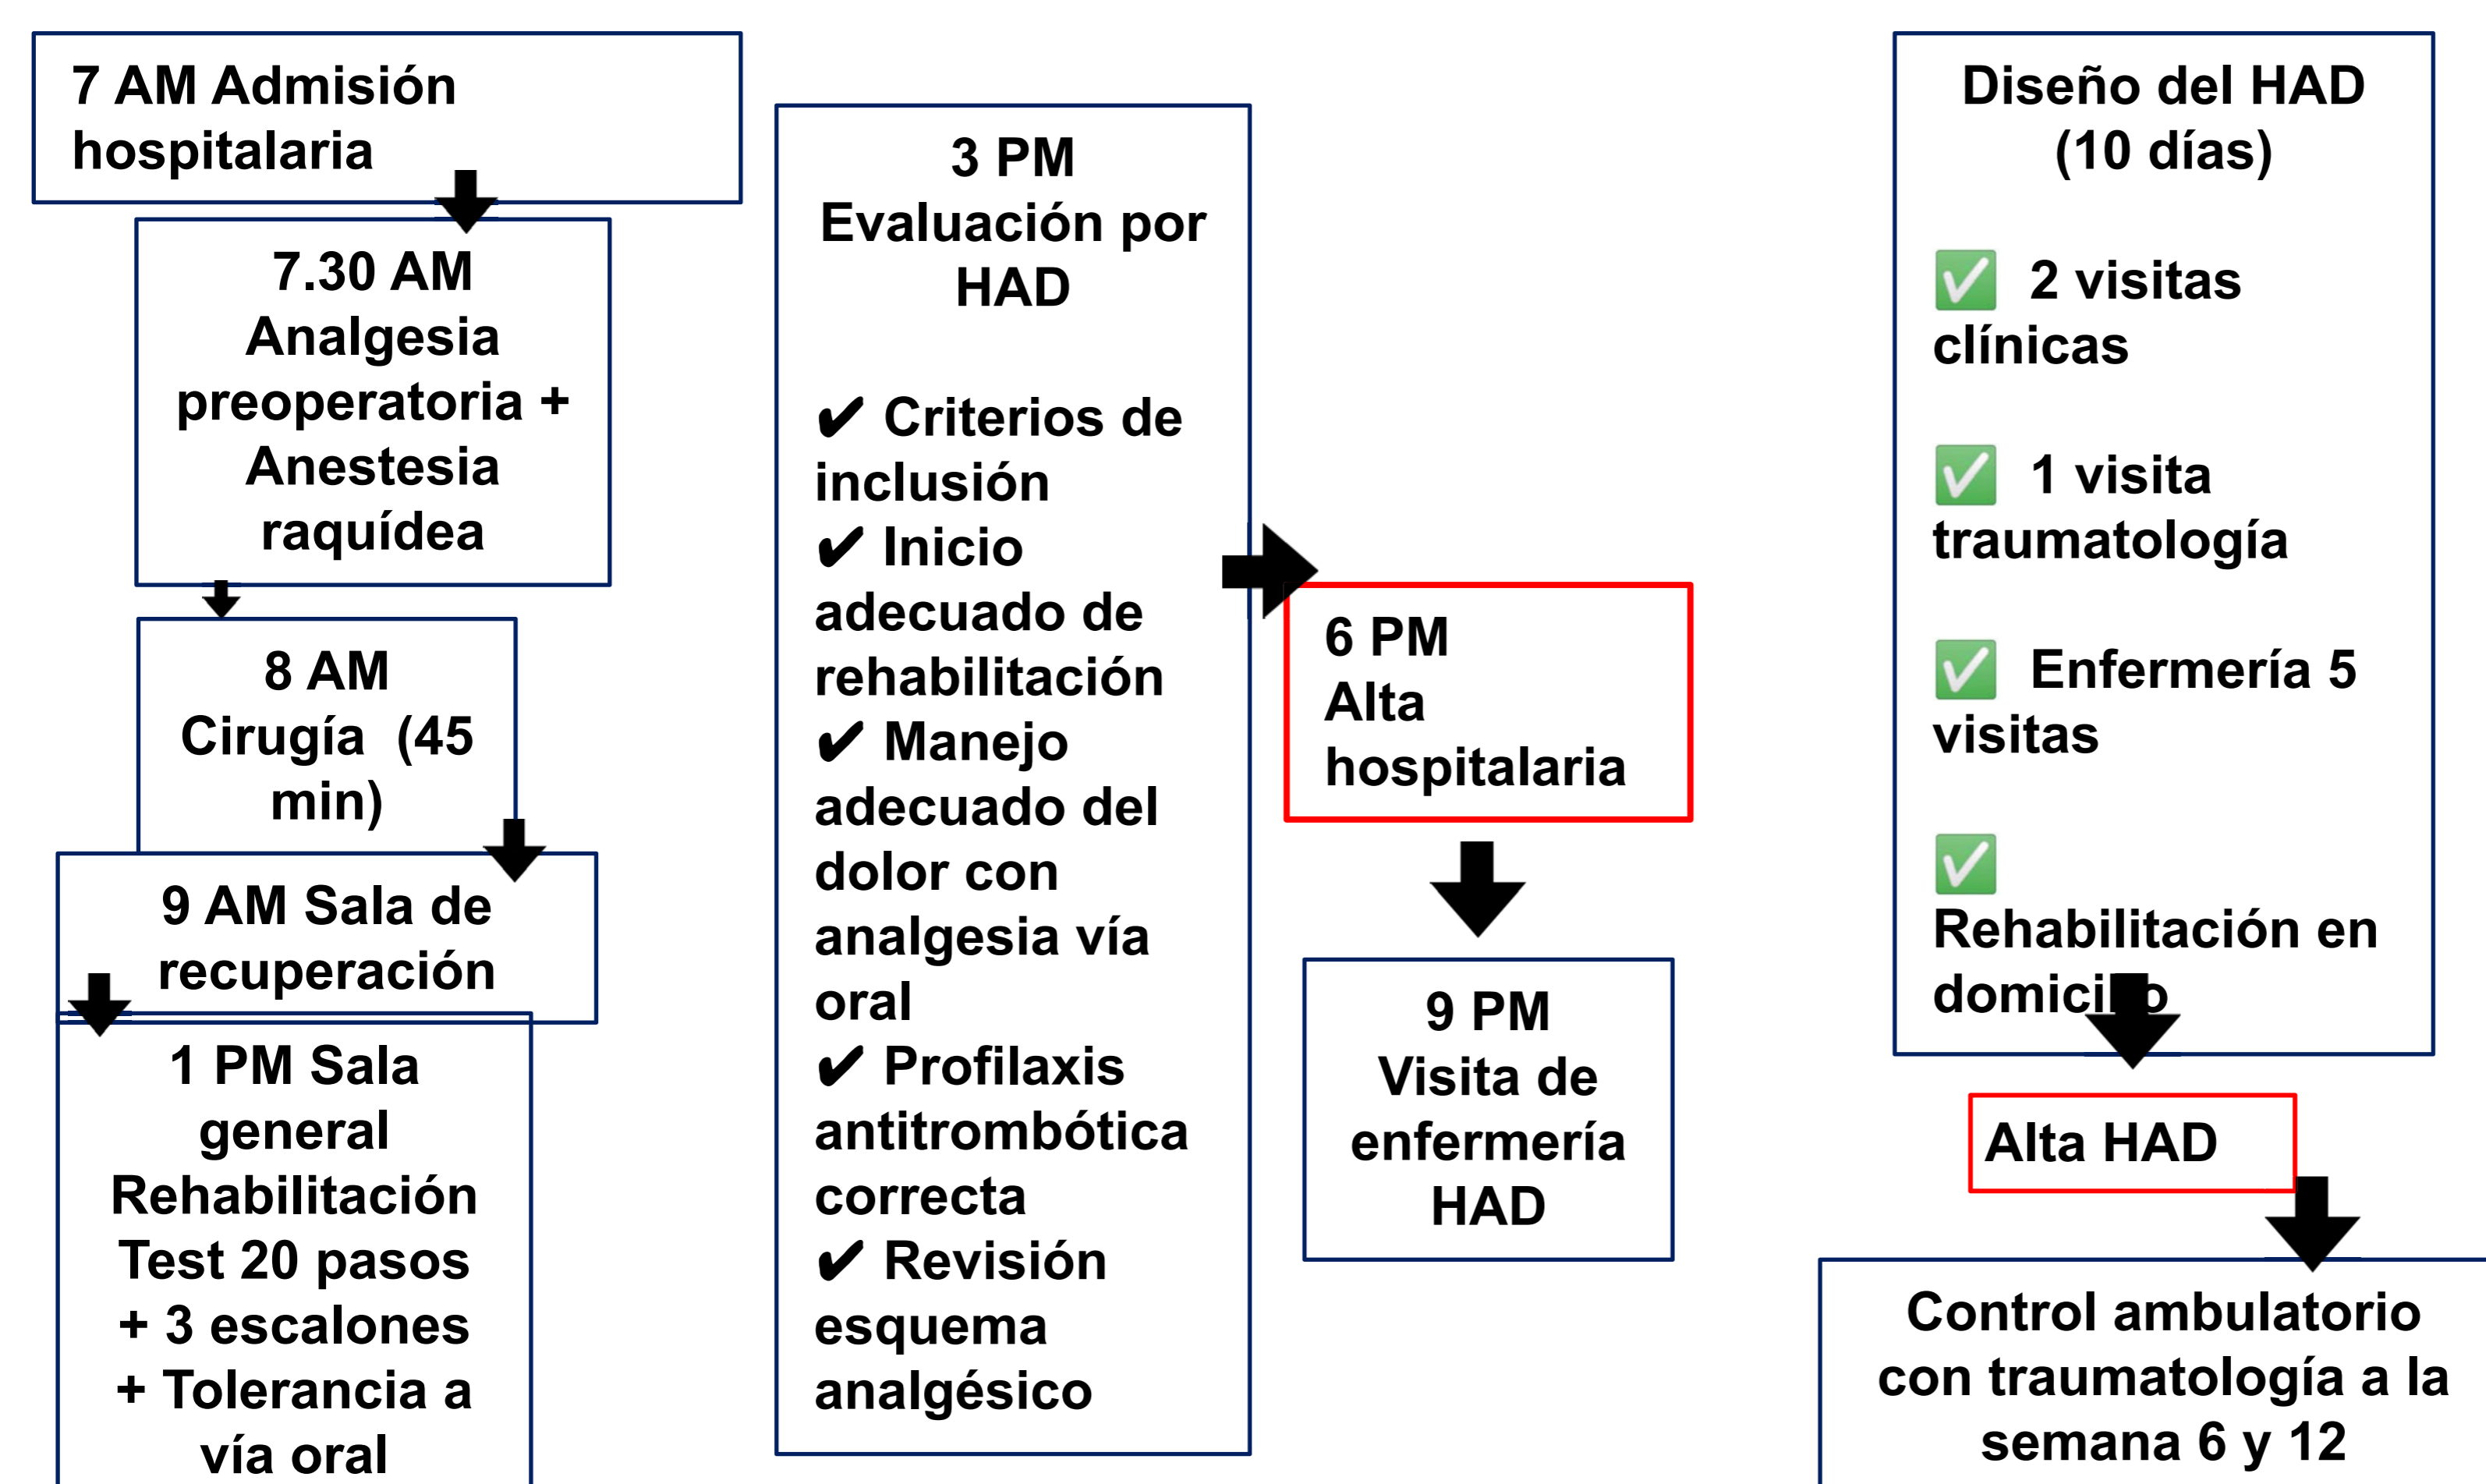 7 AM Admisión
hospitalaria
7.30 AM
Analgesia
preoperatoria +
Anestesia
raquídea
8 AM
Cirugía (45
min)
9 AM Sala de
recuperación
1 PM Sala
general
Rehabilitación
Test 20 pasos
+ 3 escalones
+ Tolerancia a
vía oral
3 PM
Evaluación por
HAD
✔ Criterios de
inclusión
✔ Inicio
adecuado de
rehabilitación
✔ Manejo
adecuado del
dolor con
analgesia vía
oral
✔ Profilaxis
antitrombótica
correcta
✔ Revisión
esquema
analgésico
6 PM
Alta
hospitalaria
9 PM
Visita de
enfermería
HAD
Diseño del HAD
(10 días)
✅ 2 visitas
clínicas
✅ 1 visita
traumatología
✅ Enfermería 5
visitas
✅
Rehabilitación en
domicilio
Alta HAD
Control ambulatorio
con traumatología a la
semana 6 y 12